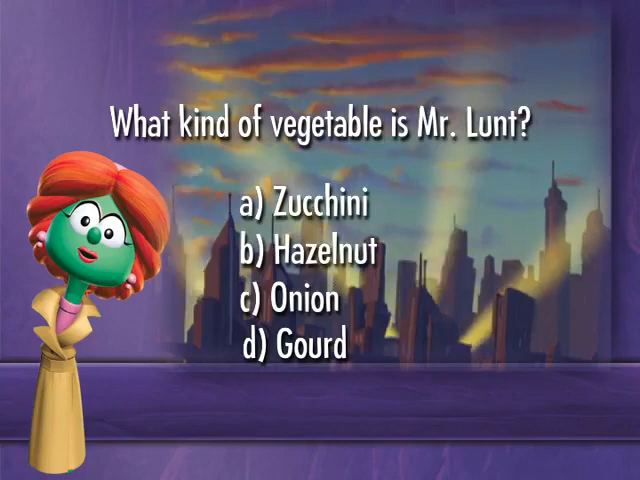 What kind of vegetable is Mr. Lunt?
a) Zucchini
b) Hazelnut
c) Onion
d) Gourd